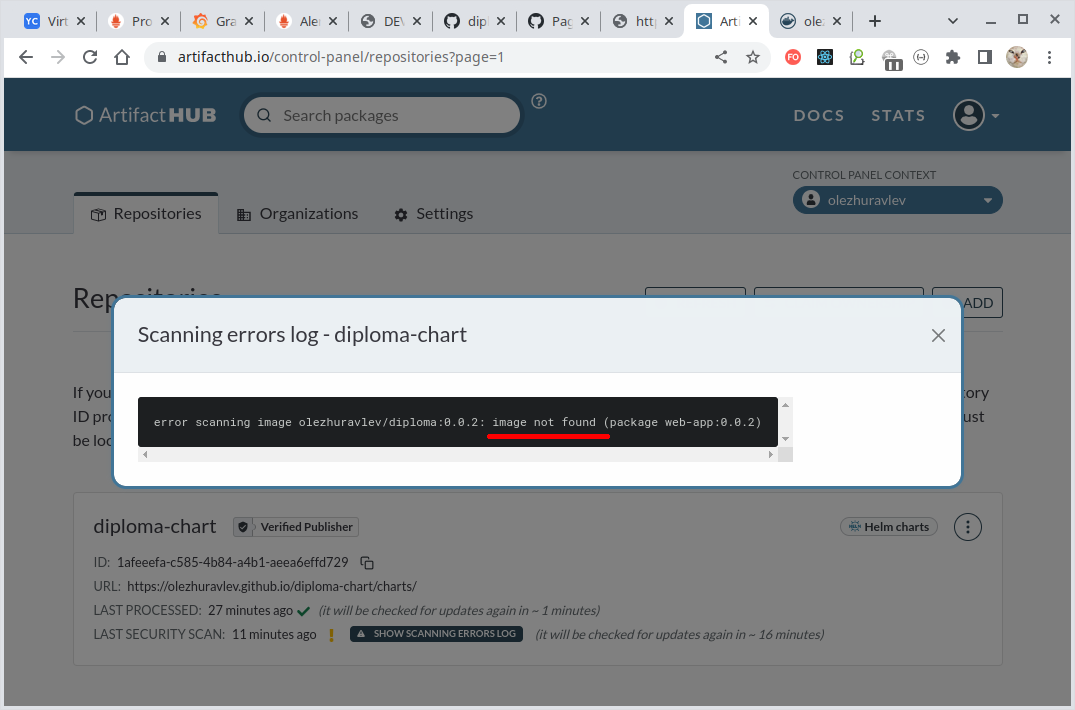 Virt
Pro
Gra
Aler
DEV
dip
Pag
http
Arti
olez
artifacthub.io/control-panel/repositories?page=1
Artifact HUB
Search packages
DOCS
STATS
CONTROL PANEL CONTEXT
olezhuravlev
Repositories
Organizations
Settings
Repositories
ADD
Scanning errors log - diploma-chart
If you
tory
ID pro
ust
be loc
error scanning image olezhuravlev/diploma:0.0.2: image not found (package web-app:0.0.2)
diploma-chart
Verified Publisher
Helm charts
ID: 1afeeefa-c585-4b84-a4b1-aeea6effd729
URL: https://olezhuravlev.github.io/diploma-chart/charts/
LAST PROCESSED: 27 minutes ago (it will be checked for updates again in ~ 1 minutes)
LAST SECURITY SCAN: 11 minutes ago SHOW SCANNING ERRORS LOG (it will be checked for updates again in ~ 16 minutes)